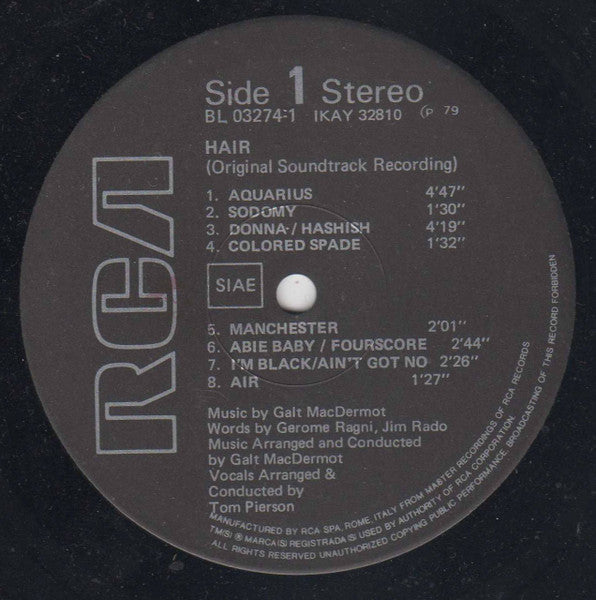 Side 1 Stereo
BL 03274-1 IKAY 32810 (p 79
HAIR
(Original Soundtrack Recording)
1. AQUARIUS 4'47"
2. SODOMY 1'30"
3. DONNA / HASHISH 4'19"
4. COLORED SPADE 1'32"
RCA
SIAE
5. MANCHESTER 2'01"
6. ABIE BABY / FOURSCORE 2'44"
7. I'M BLACK/AIN'T GOT NO 2'26"
8. AIR 1'27"
Music by Galt MacDermot
Words by Gerome Ragni, Jim Rado
Music Arranged and Conducted
by Galt MacDermot
Vocals Arranged &
Conducted by
Tom Pierson
MANUFACTURED BY RCA SPA, ROME, ITALY FROM MASTER RECORDINGS OF RCA RECORDS
TM(S) ® MARCA(S) REGISTRADA(S) USED BY AUTHORITY OF RCA CORPORATION.
ALL RIGHTS RESERVED UNAUTHORIZED COPYING PUBLIC PERFORMANCE BROADCASTING OF THIS RECORD FORBIDDEN